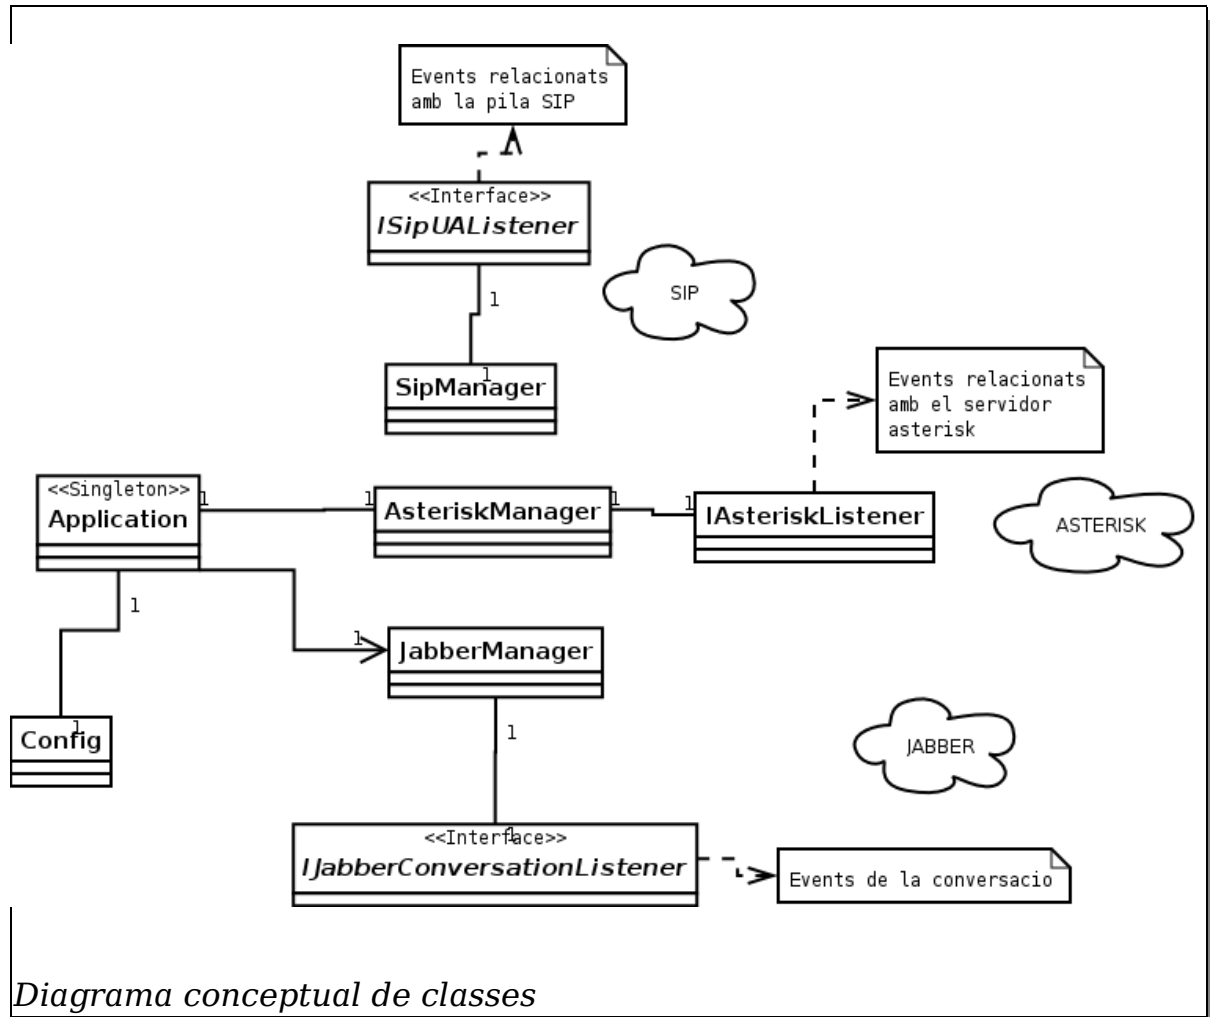 Events relacionats
amb la pila SIP
<<Interface>>
ISipUAListener
1
SIP
1
SipManager
Events relacionats
amb el servidor
asterisk
<<Singleton>>
Application
1
1
AsteriskManager
1
1
IAsteriskListener
ASTERISK
1
1
JabberManager
1
Config
1
JABBER
<<Interface>>
1
IJabberConversationListener
Events de la conversacio
Diagrama conceptual de classes